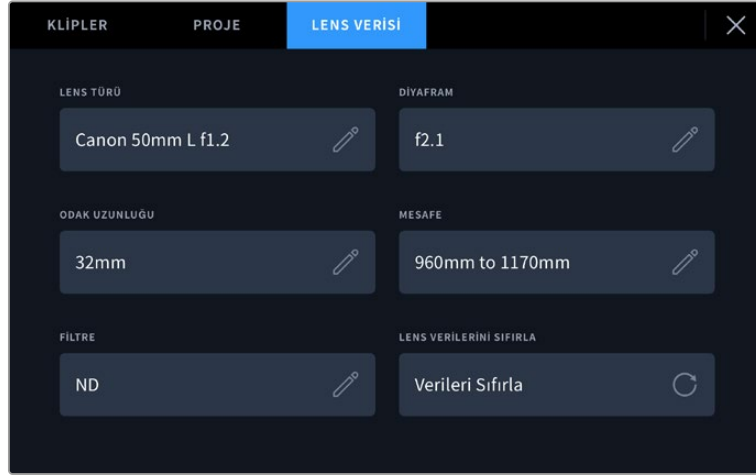 KLİPLER PROJE LENS VERİSİ
LENS TÜRÜ DİYAFRAM
Canon 50mm L f1.2 f2.1
ODAK UZUNLUĞU MESAFE
32mm 960mm to 1170mm
FİLTRE LENS VERİLERİNİ SIFIRLA
ND Verileri Sıfırla